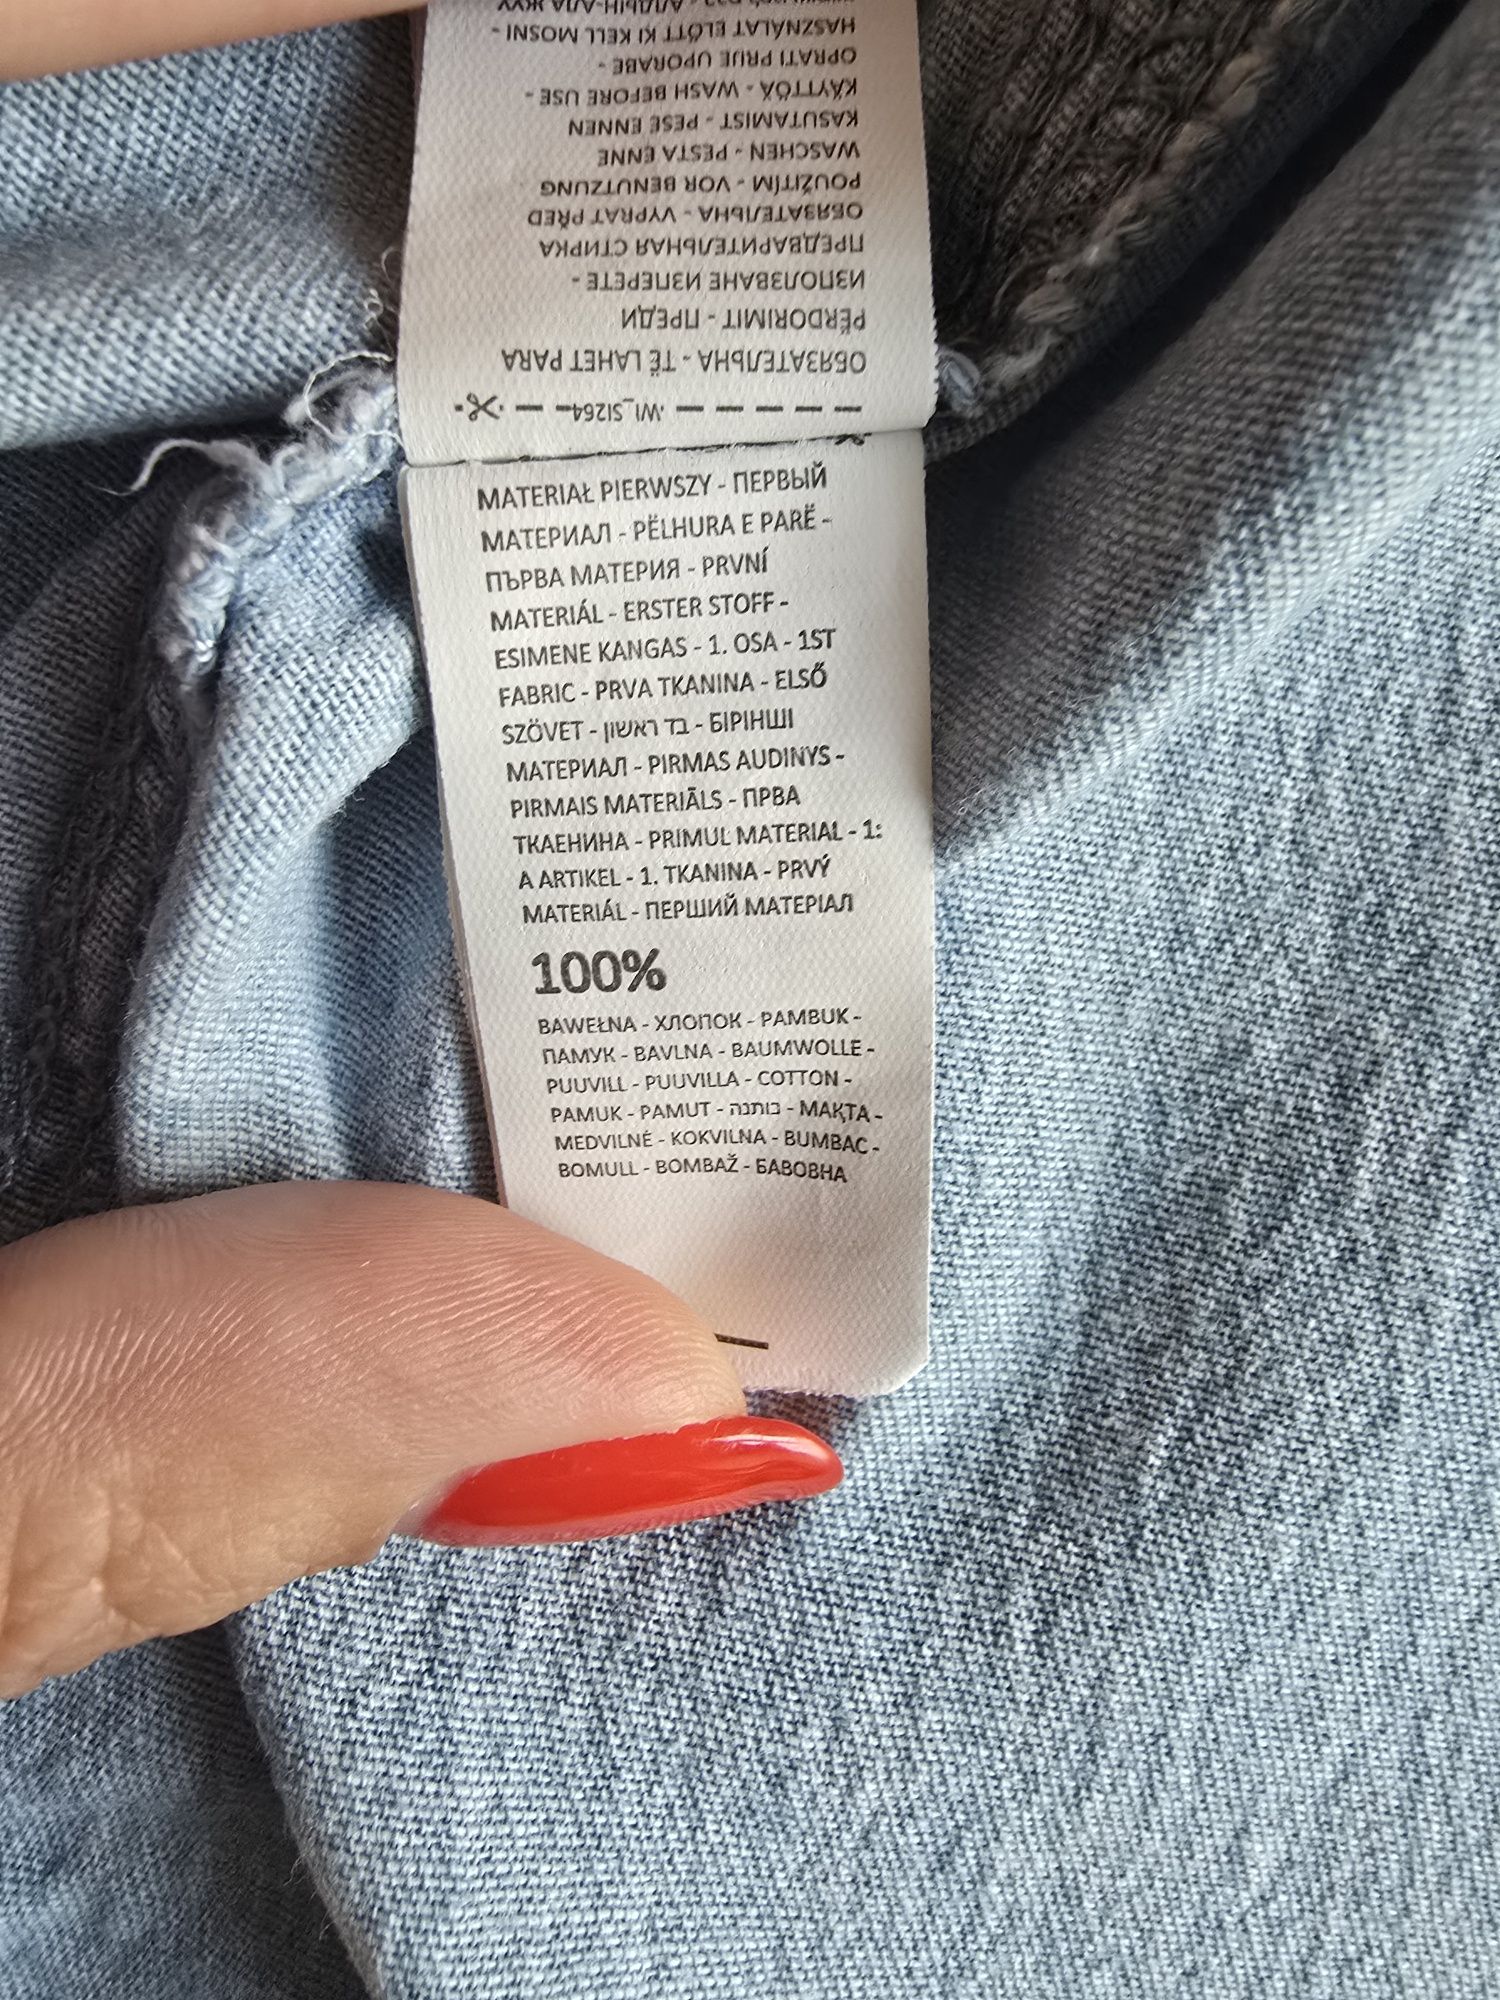 ОБЯЗАТЕЛЬНА - TË LAHET PARA
PËRDORIMIT - ПРЕДИ
ИЗПОЛЗВАНЕ ИЗПЕРЕТЕ -
ПРЕДВАРИТЕЛЬНАЯ СТИРКА
ОБЯЗАТЕЛЬНА - VYPRAT PŘED
POUŽITÍM - VOR BENUTZUNG
WASCHEN - PESTA ENNE
KASUTAMIST - PESE ENNEN
KÄYTTÖÄ - WASH BEFORE USE -
OPRATI PRIJE UPORABE -
HASZNÁLAT ELŐTT KI KELL MOSNI -
WI_SI264
MATERIAŁ PIERWSZY - ПЕРВЫЙ
МАТЕРИАЛ - PËLHURA E PARË -
ПЪРВА МАТЕРИЯ - PRVNÍ
MATERIÁL - ERSTER STOFF -
ESIMENE KANGAS - 1. OSA - 1ST
FABRIC - PRVA TKANINA - ELSŐ
SZÖVET - בד ראשון - БІРІНШІ
МАТЕРИАЛ - PIRMAS AUDINYS -
PIRMAIS MATERIĀLS - ПРВА
ТКАЕНИНА - PRIMUL MATERIAL - 1:
A ARTIKEL - 1. TKANINA - PRVÝ
MATERIÁL - ПЕРШИЙ МАТЕРІАЛ
100%
BAWEŁNA - ХЛОПОК - PAMBUK -
ПАМУК - BAVLNA - BAUMWOLLE -
PUUVILL - PUUVILLA - COTTON -
PAMUK - PAMUT - כותנה - МАҚТА -
MEDVILNĖ - KOKVILNA - BUMBAC -
BOMULL - BOMBAŽ - БАВОВНА